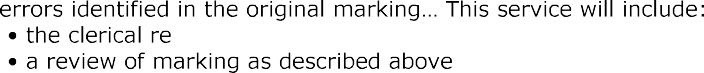 errors identified in the original marking... This service will include:
• the clerical re
• a review of marking as described above